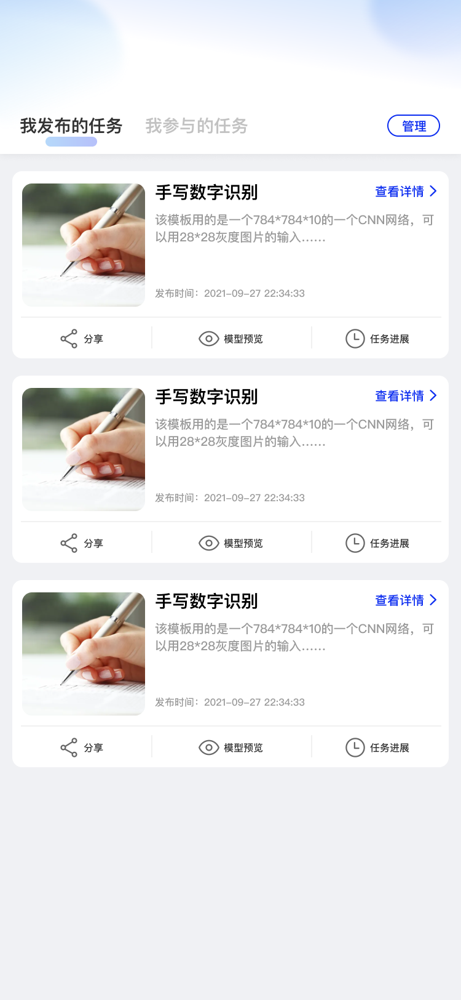 我发布的任务 我参与的任务 管理
手写数字识别 查看详情
该模板用的是一个784*784*10的一个CNN网络，可
以用28*28灰度图片的输入……
发布时间：2021-09-27 22:34:33
分享 模型预览 任务进展
手写数字识别 查看详情
该模板用的是一个784*784*10的一个CNN网络，可
以用28*28灰度图片的输入……
发布时间：2021-09-27 22:34:33
分享 模型预览 任务进展
手写数字识别 查看详情
该模板用的是一个784*784*10的一个CNN网络，可
以用28*28灰度图片的输入……
发布时间：2021-09-27 22:34:33
分享 模型预览 任务进展